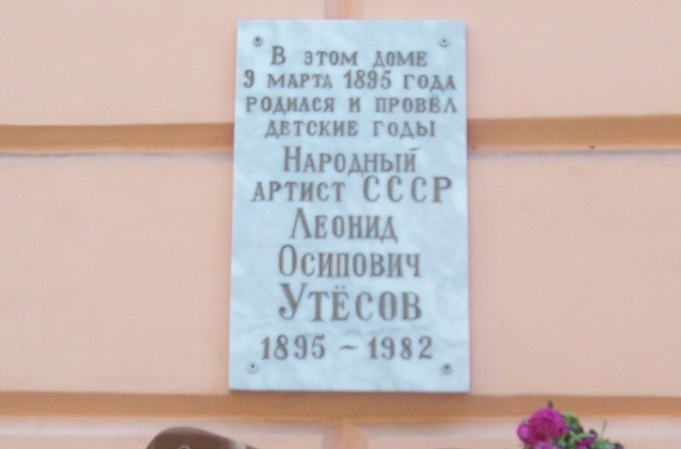 В ЭТОМ ДОМЕ
9 МАРТА 1895 ГОДА
РОДИЛСЯ И ПРОВЁЛ
ДЕТСКИЕ ГОДЫ
НАРОДНЫЙ
АРТИСТ СССР
ЛЕОНИД
ОСИПОВИЧ
УТЁСОВ
1895 – 1982